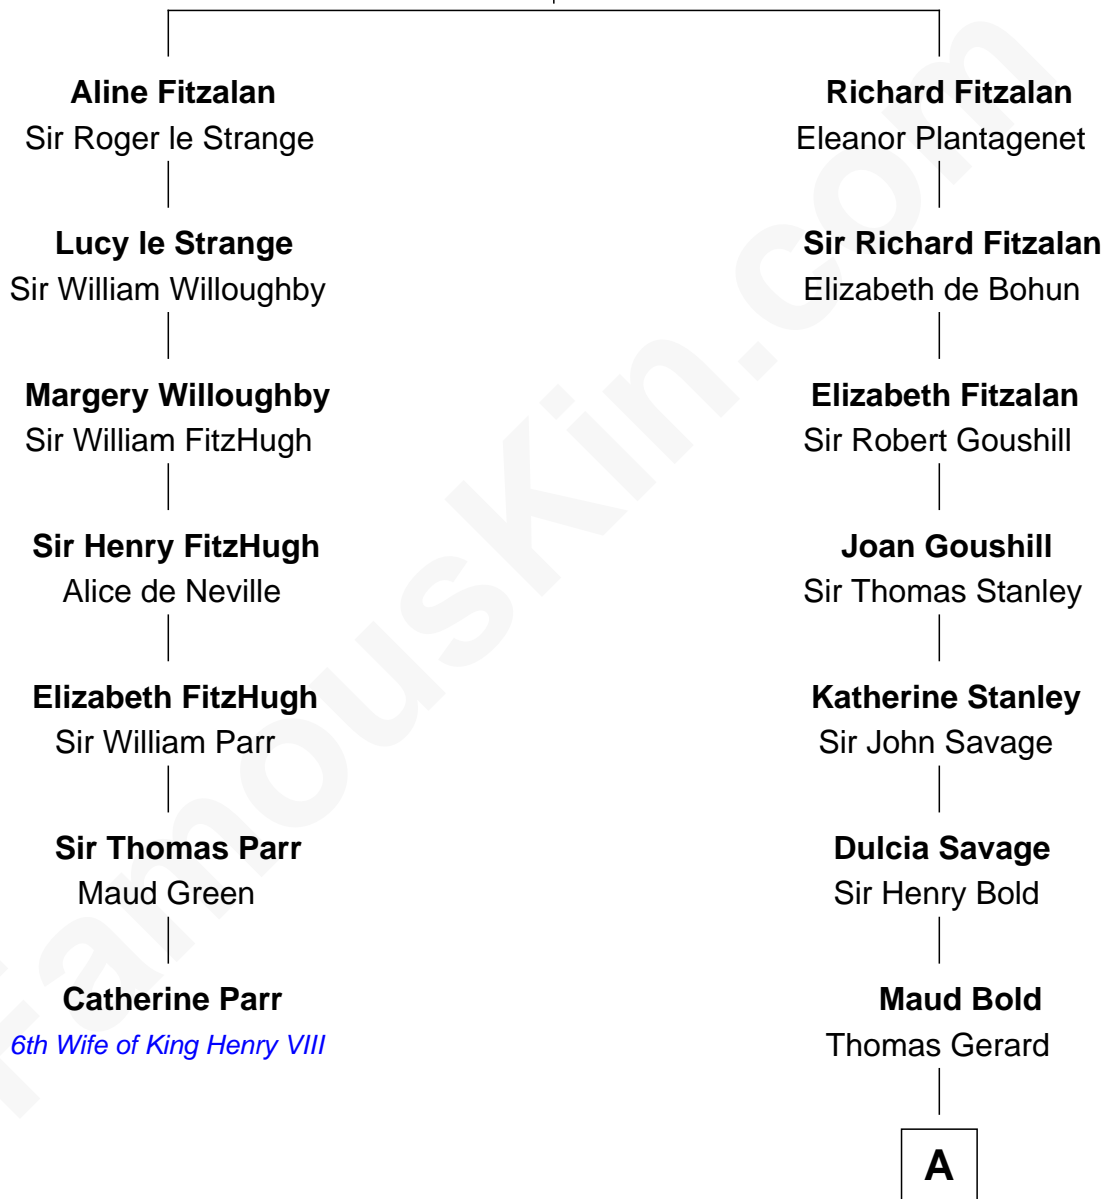 Aline Fitzalan
Sir Roger le Strange
Lucy le Strange
Sir William Willoughby
Margery Willoughby
Sir William FitzHugh
Sir Henry FitzHugh
Alice de Neville
Elizabeth FitzHugh
Sir William Parr
Sir Thomas Parr
Maud Green
Catherine Parr
6th Wife of King Henry VIII
Richard Fitzalan
Eleanor Plantagenet
Sir Richard Fitzalan
Elizabeth de Bohun
Elizabeth Fitzalan
Sir Robert Goushill
Joan Goushill
Sir Thomas Stanley
Katherine Stanley
Sir John Savage
Dulcia Savage
Sir Henry Bold
Maud Bold
Thomas Gerard
A
FamousKin.com